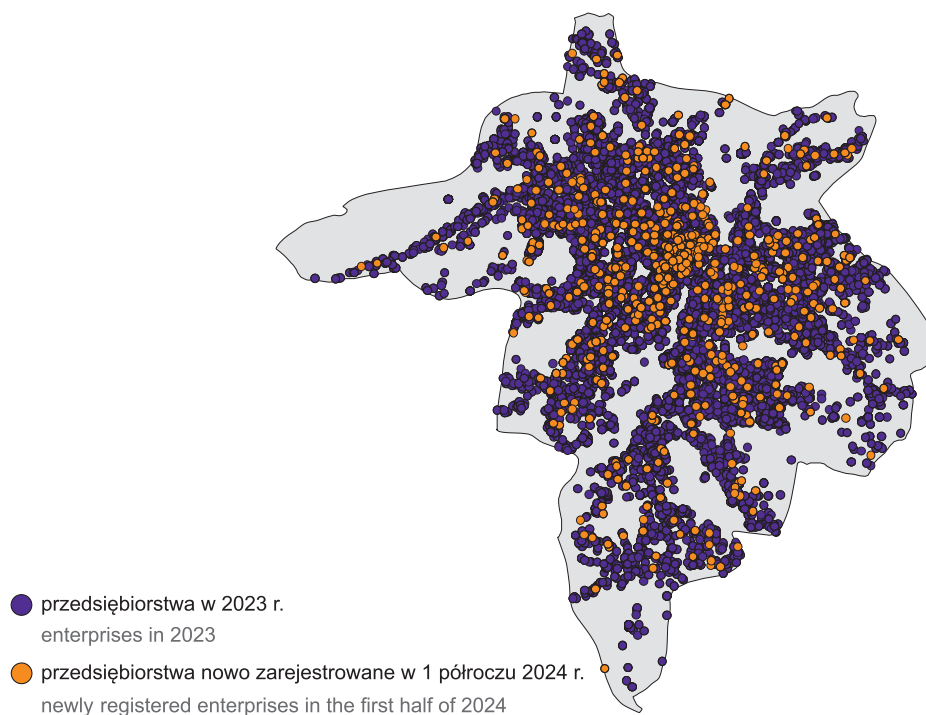 przedsiębiorstwa w 2023 r.
enterprises in 2023
przedsiębiorstwa nowo zarejestrowane w 1 półroczu 2024 r.
newly registered enterprises in the first half of 2024